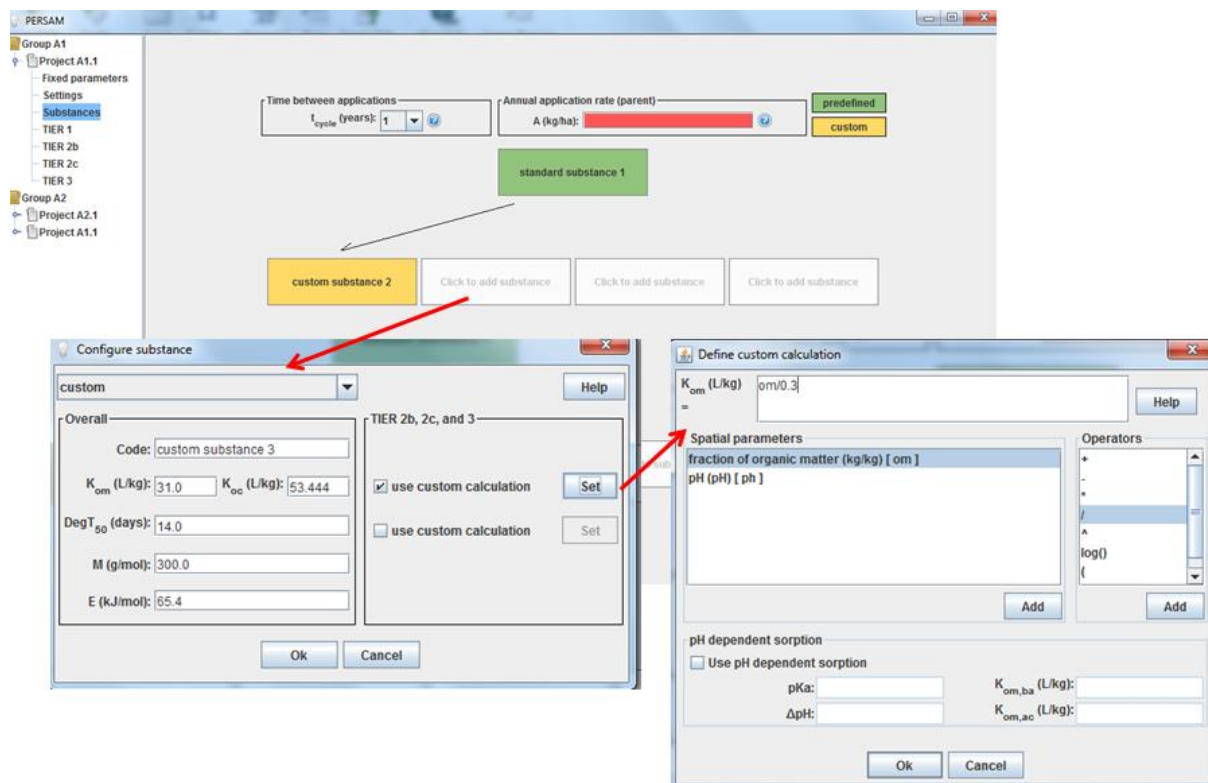 PERSAM
Group A1
Project A1.1
Fixed parameters
Settings
Substances
TIER 1
TIER 2b
TIER 2c
TIER 3
Group A2
Project A2.1
Project A1.1
Time between applications
tcycle (years): 1
Annual application rate (parent)
A (kg/ha):
predefined
custom
standard substance 1
custom substance 2
Click to add substance
Click to add substance
Click to add substance
Configure substance
custom
Help
Overall
Code: custom substance 3
Kom (L/kg): 31.0 Koc (L/kg): 53.444
DegT50 (days): 14.0
M (g/mol): 300.0
E (kJ/mol): 65.4
TIER 2b, 2c, and 3
use custom calculation Set
use custom calculation Set
Ok Cancel
Define custom calculation
Kom (L/kg) om/0.3
=
Help
Spatial parameters
fraction of organic matter (kg/kg) [ om ]
pH (pH) [ ph ]
Add
Operators
+
-
*
/
^
log()
(
Add
pH dependent sorption
Use pH dependent sorption
pKa: Kom,ba (L/kg):
ΔpH: Kom,ac (L/kg):
Ok Cancel